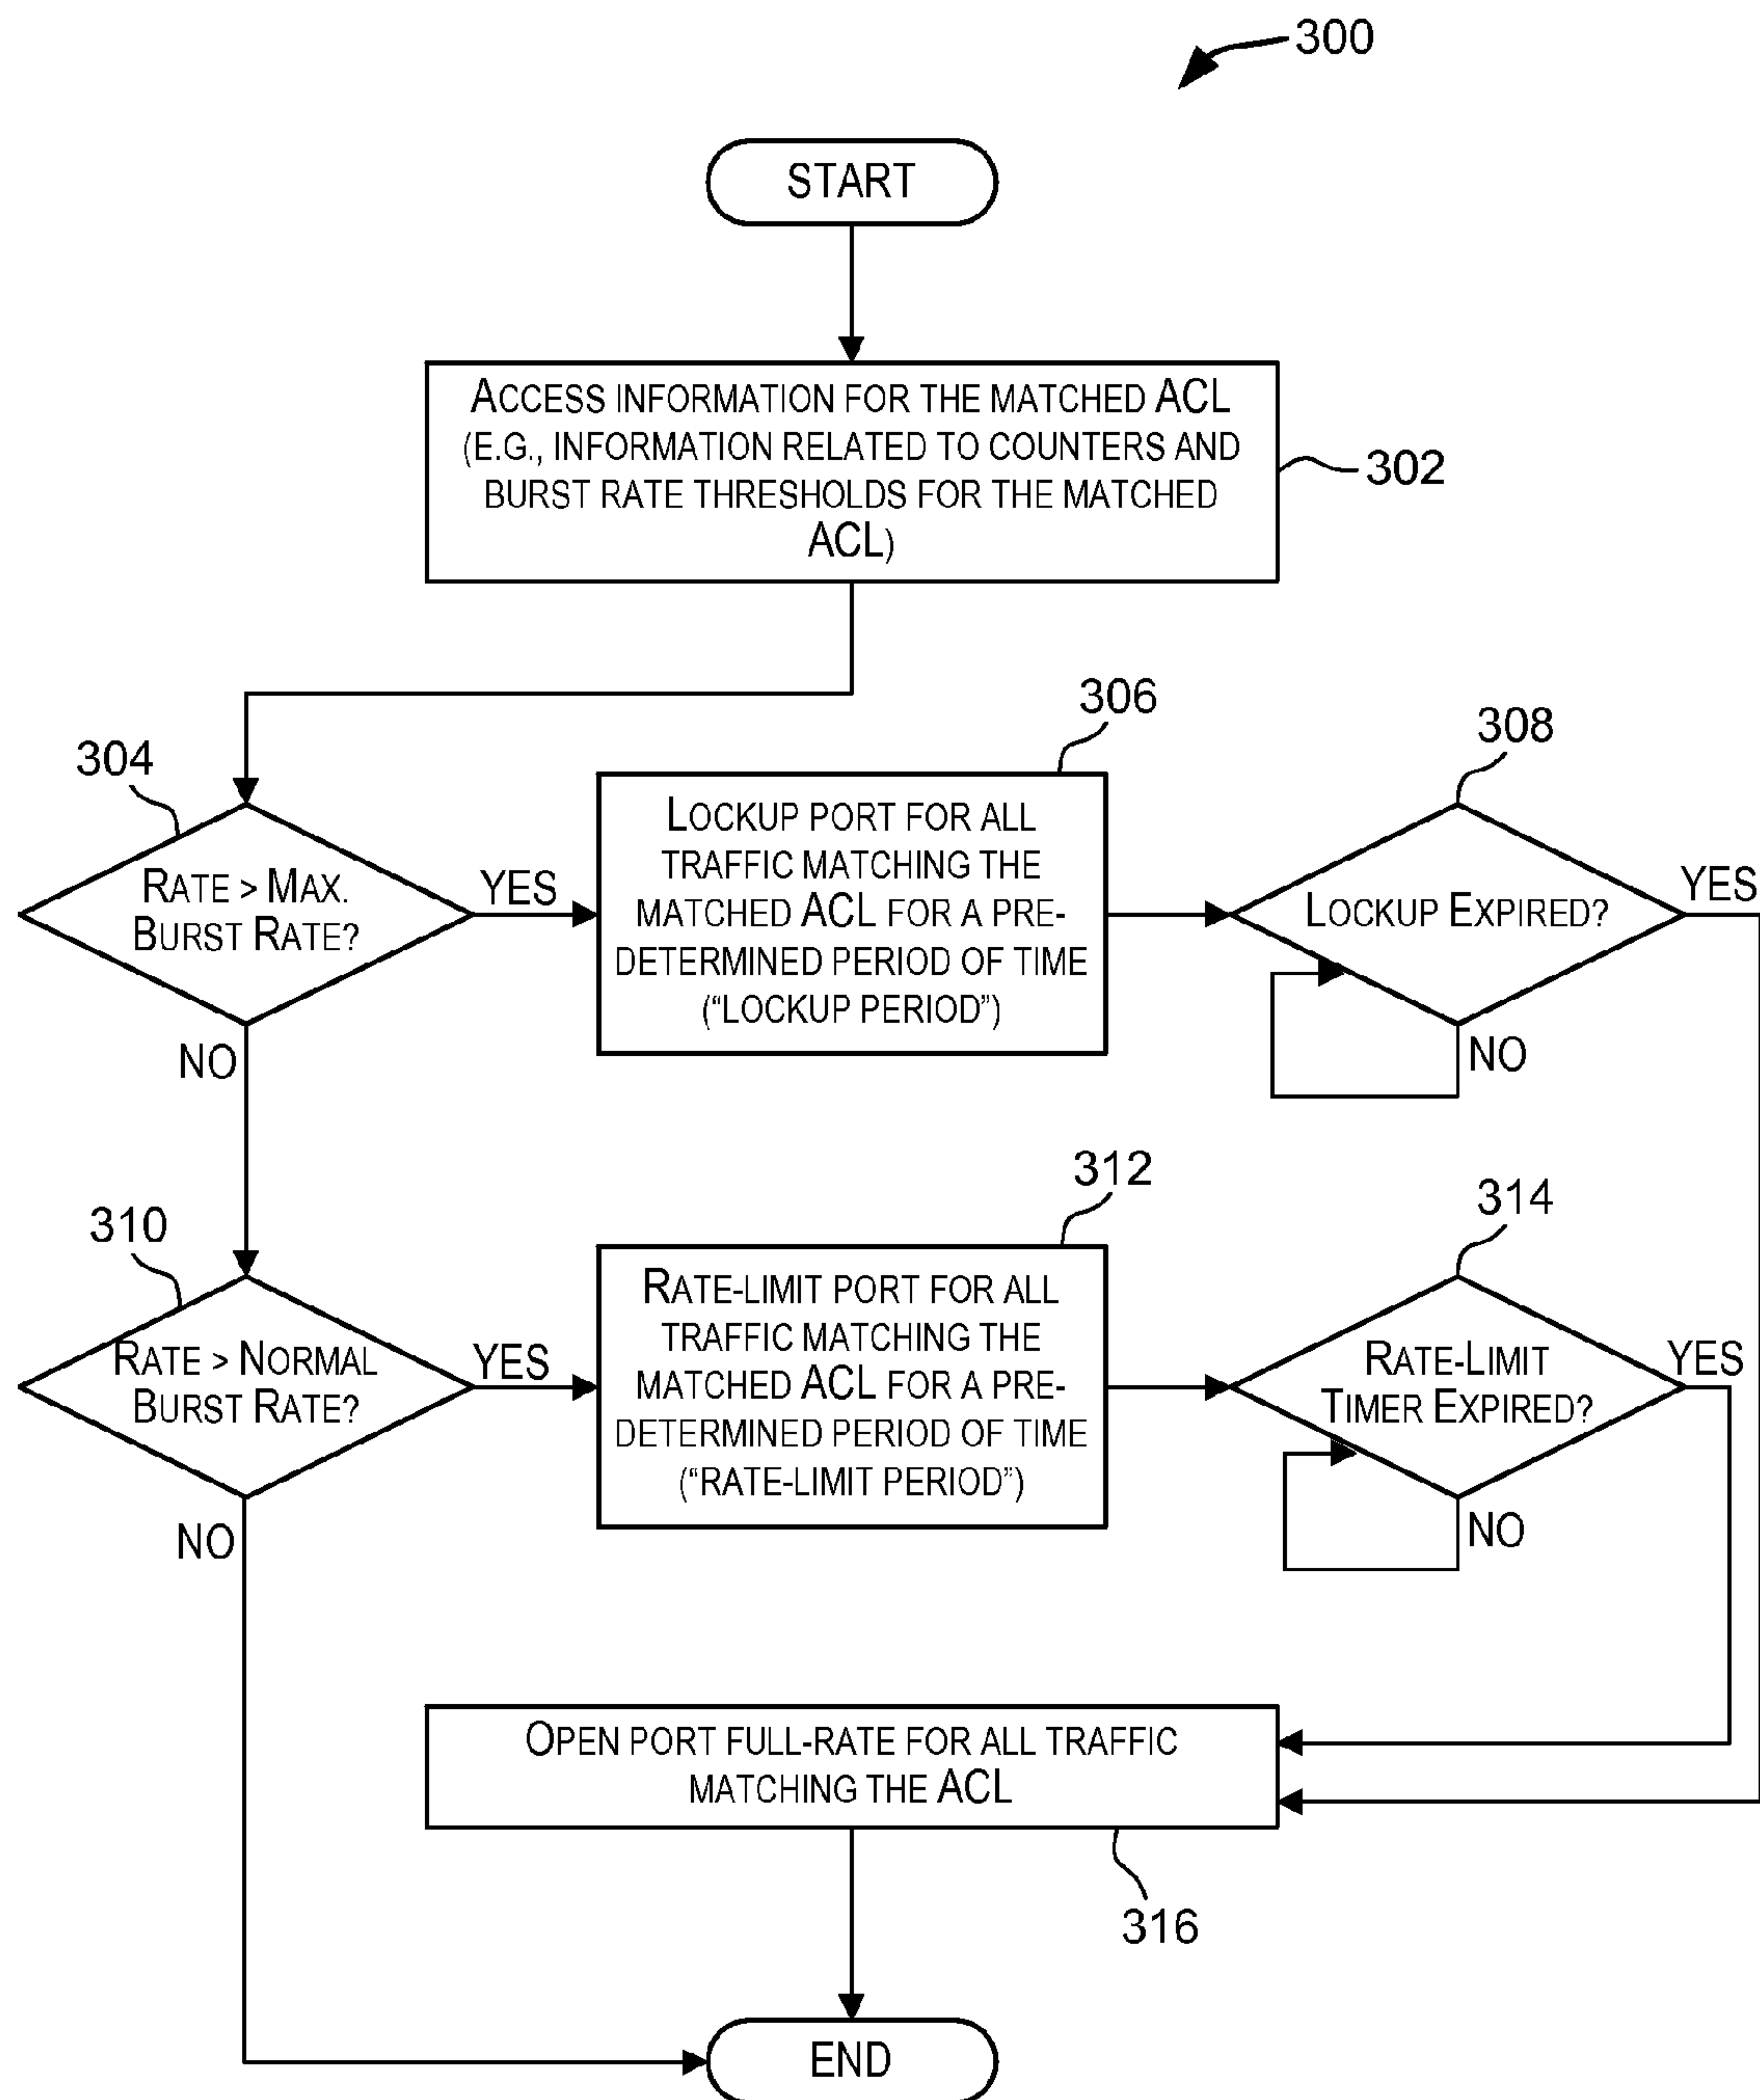 300
START
ACCESS INFORMATION FOR THE MATCHED ACL
(E.G., INFORMATION RELATED TO COUNTERS AND
BURST RATE THRESHOLDS FOR THE MATCHED
ACL)
302
304
RATE > MAX.
BURST RATE?
YES
NO
306
LOCKUP PORT FOR ALL
TRAFFIC MATCHING THE
MATCHED ACL FOR A PRE-
DETERMINED PERIOD OF TIME
(“LOCKUP PERIOD”)
308
LOCKUP EXPIRED?
YES
NO
310
RATE > NORMAL
BURST RATE?
YES
NO
312
RATE-LIMIT PORT FOR ALL
TRAFFIC MATCHING THE
MATCHED ACL FOR A PRE-
DETERMINED PERIOD OF TIME
(“RATE-LIMIT PERIOD”)
314
RATE-LIMIT
TIMER EXPIRED?
YES
NO
OPEN PORT FULL-RATE FOR ALL TRAFFIC
MATCHING THE ACL
316
END